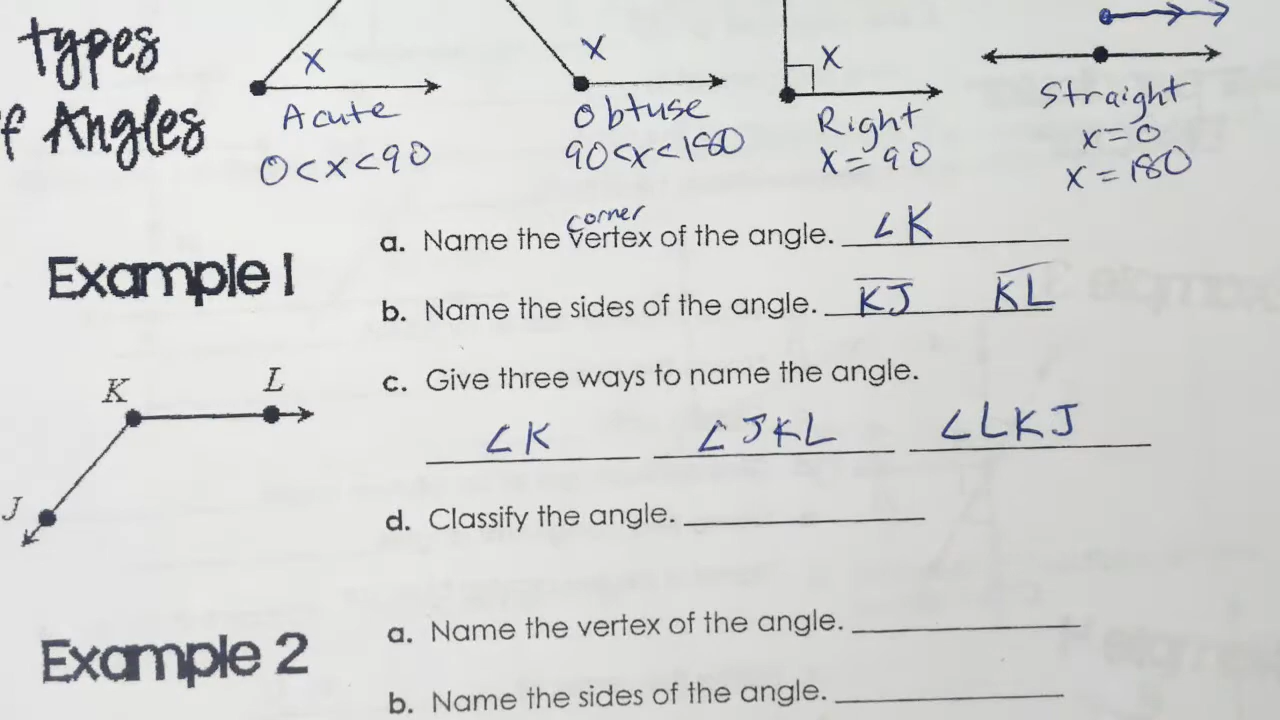 types
of Angles
x
Acute
0<x<90
x
Obtuse
90<x<180
x
Right
x=90
Straight
x=0
x=180
Example 1
K
L
J
corner
a. Name the vertex of the angle. ∠K
b. Name the sides of the angle. KJ KL
c. Give three ways to name the angle.
∠K ∠JKL ∠LKJ
d. Classify the angle.
Example 2
a. Name the vertex of the angle.
b. Name the sides of the angle.